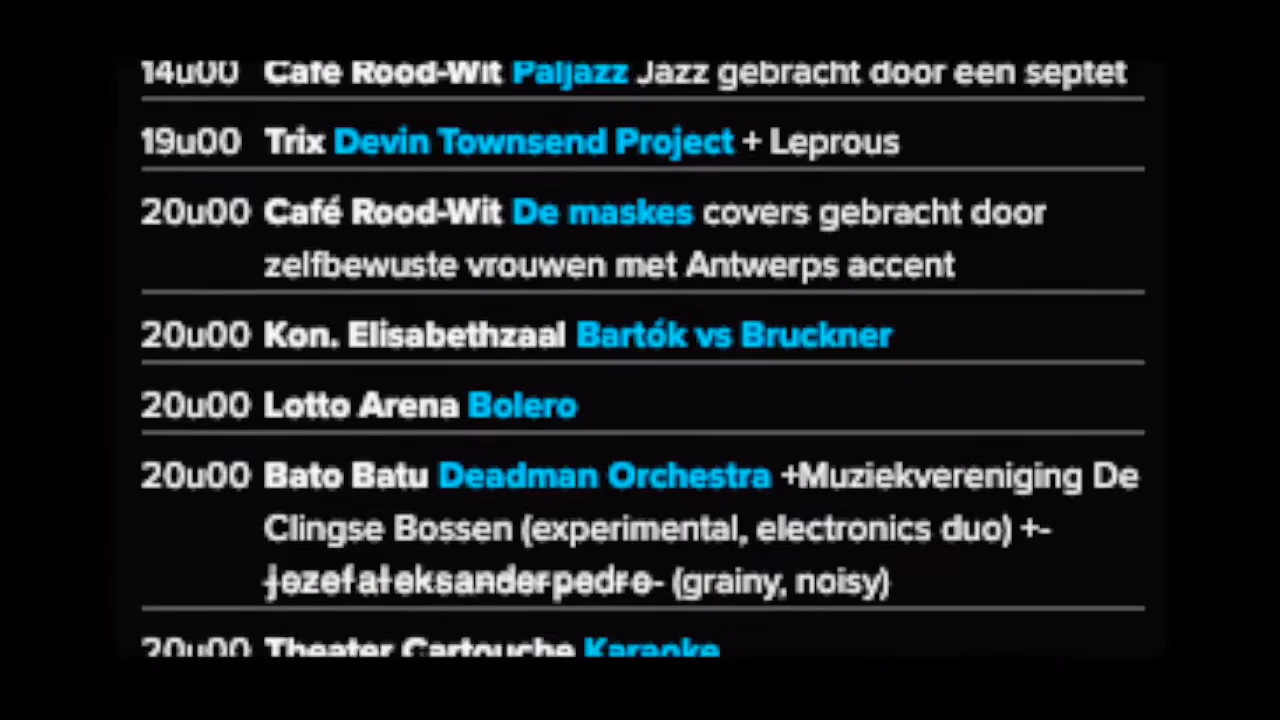 14u00 Café Rood-Wit Paljazz Jazz gebracht door een septet
19u00 Trix Devin Townsend Project + Leprous
20u00 Café Rood-Wit De maskes covers gebracht door
zelfbewuste vrouwen met Antwerps accent
20u00 Kon. Elisabethzaal Bartók vs Bruckner
20u00 Lotto Arena Bolero
20u00 Bato Batu Deadman Orchestra +Muziekvereniging De
Clingse Bossen (experimental, electronics duo) +-
jozefaleksanderpedro- (grainy, noisy)
20u00 Theater Cartouche Karaoke